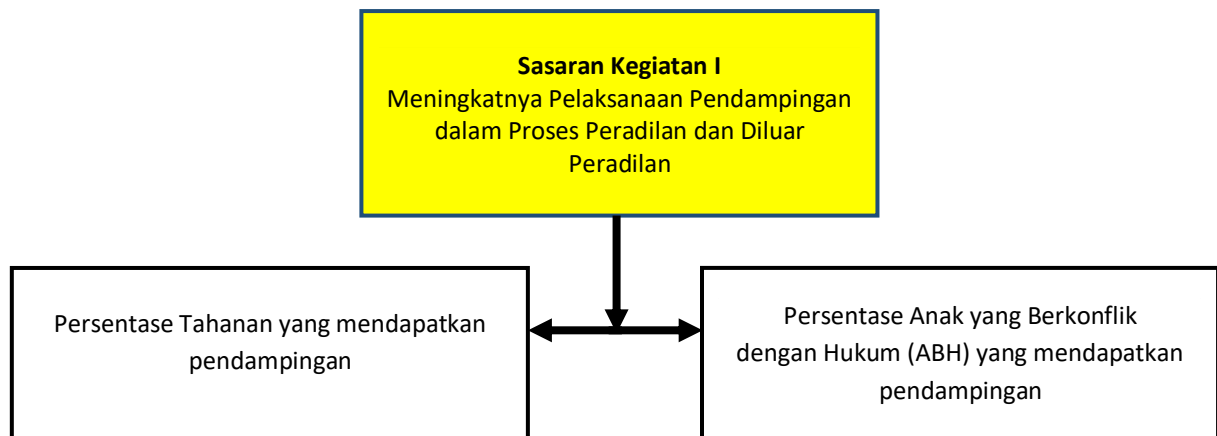 Sasaran Kegiatan I
Meningkatnya Pelaksanaan Pendampingan
dalam Proses Peradilan dan Diluar
Peradilan
Persentase Tahanan yang mendapatkan
pendampingan
Persentase Anak yang Berkonflik
dengan Hukum (ABH) yang mendapatkan
pendampingan